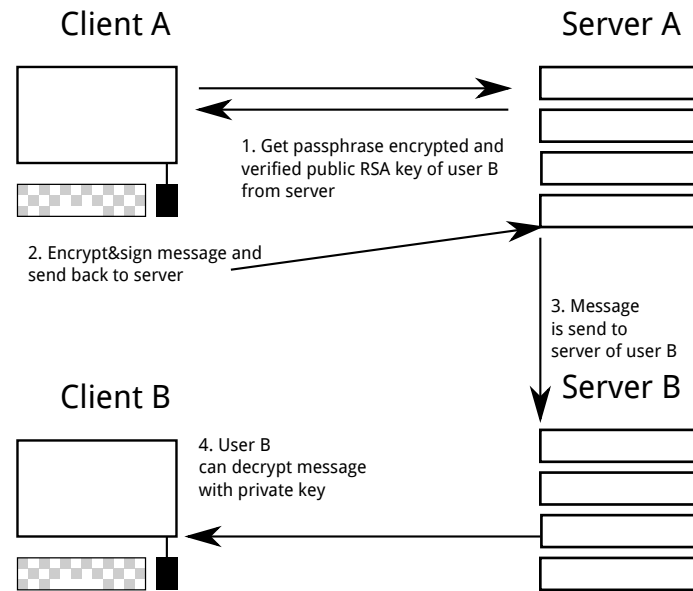 Client A
Server A
1. Get passphrase encrypted and
verified public RSA key of user B
from server
2. Encrypt&sign message and
send back to server
3. Message
is send to
server of user B
Client B
Server B
4. User B
can decrypt message
with private key